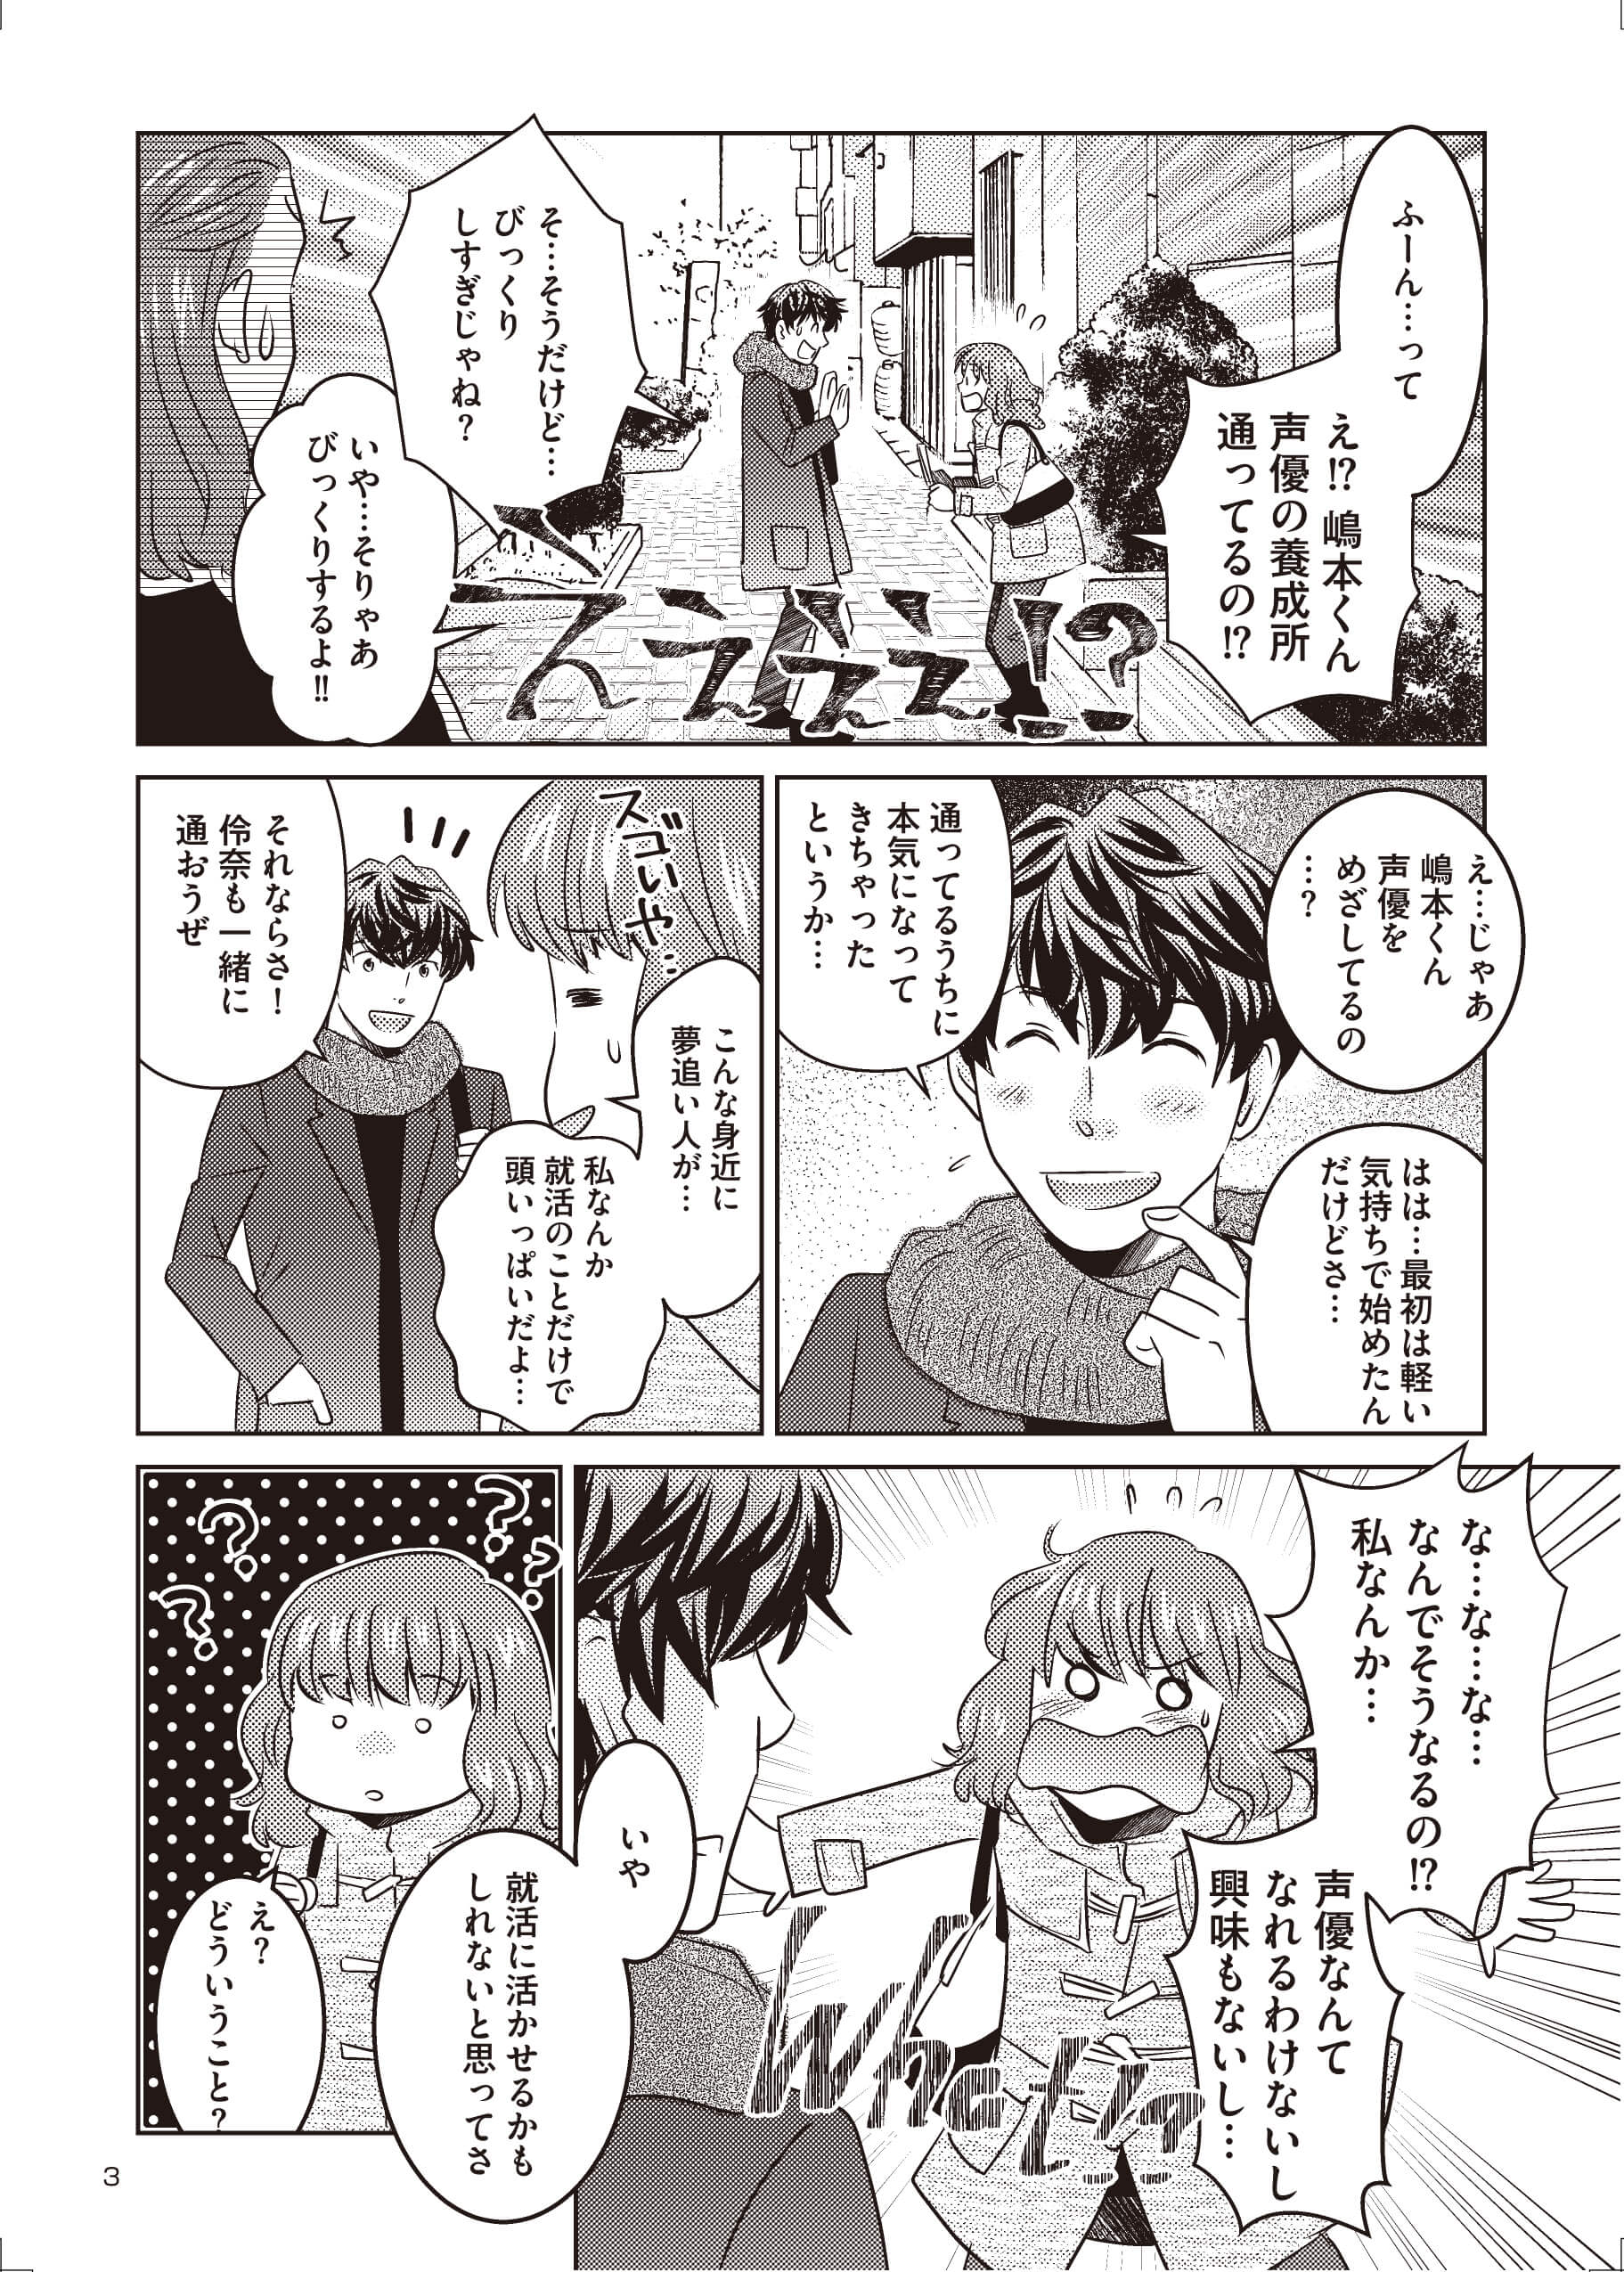 ふーん…って
え!? 嶋本くん
声優の養成所
通ってるの!?
ええええ!?
そ…そうだけど…
びっくり
しすぎじゃね？
いや…そりゃあ
びっくりするよ!!
え…じゃあ
嶋本くん
声優を
めざしてるの
…？
はは…最初は軽い
気持ちで始めたん
だけどさ…
通ってるうちに
本気になって
きちゃった
というか…
スゴいや…
こんな身近に
夢追い人が…
私なんか
就活のことだけで
頭いっぱいだよ…
それならさ！
伶奈も一緒に
通おうぜ
な…な…な…
なんでそうなるの!?
私なんか…
声優なんて
なれるわけないし
興味もないし…
What!?
いや
就活に活かせるかも
しれないと思ってさ
？？？？
え？
どういうこと？
3